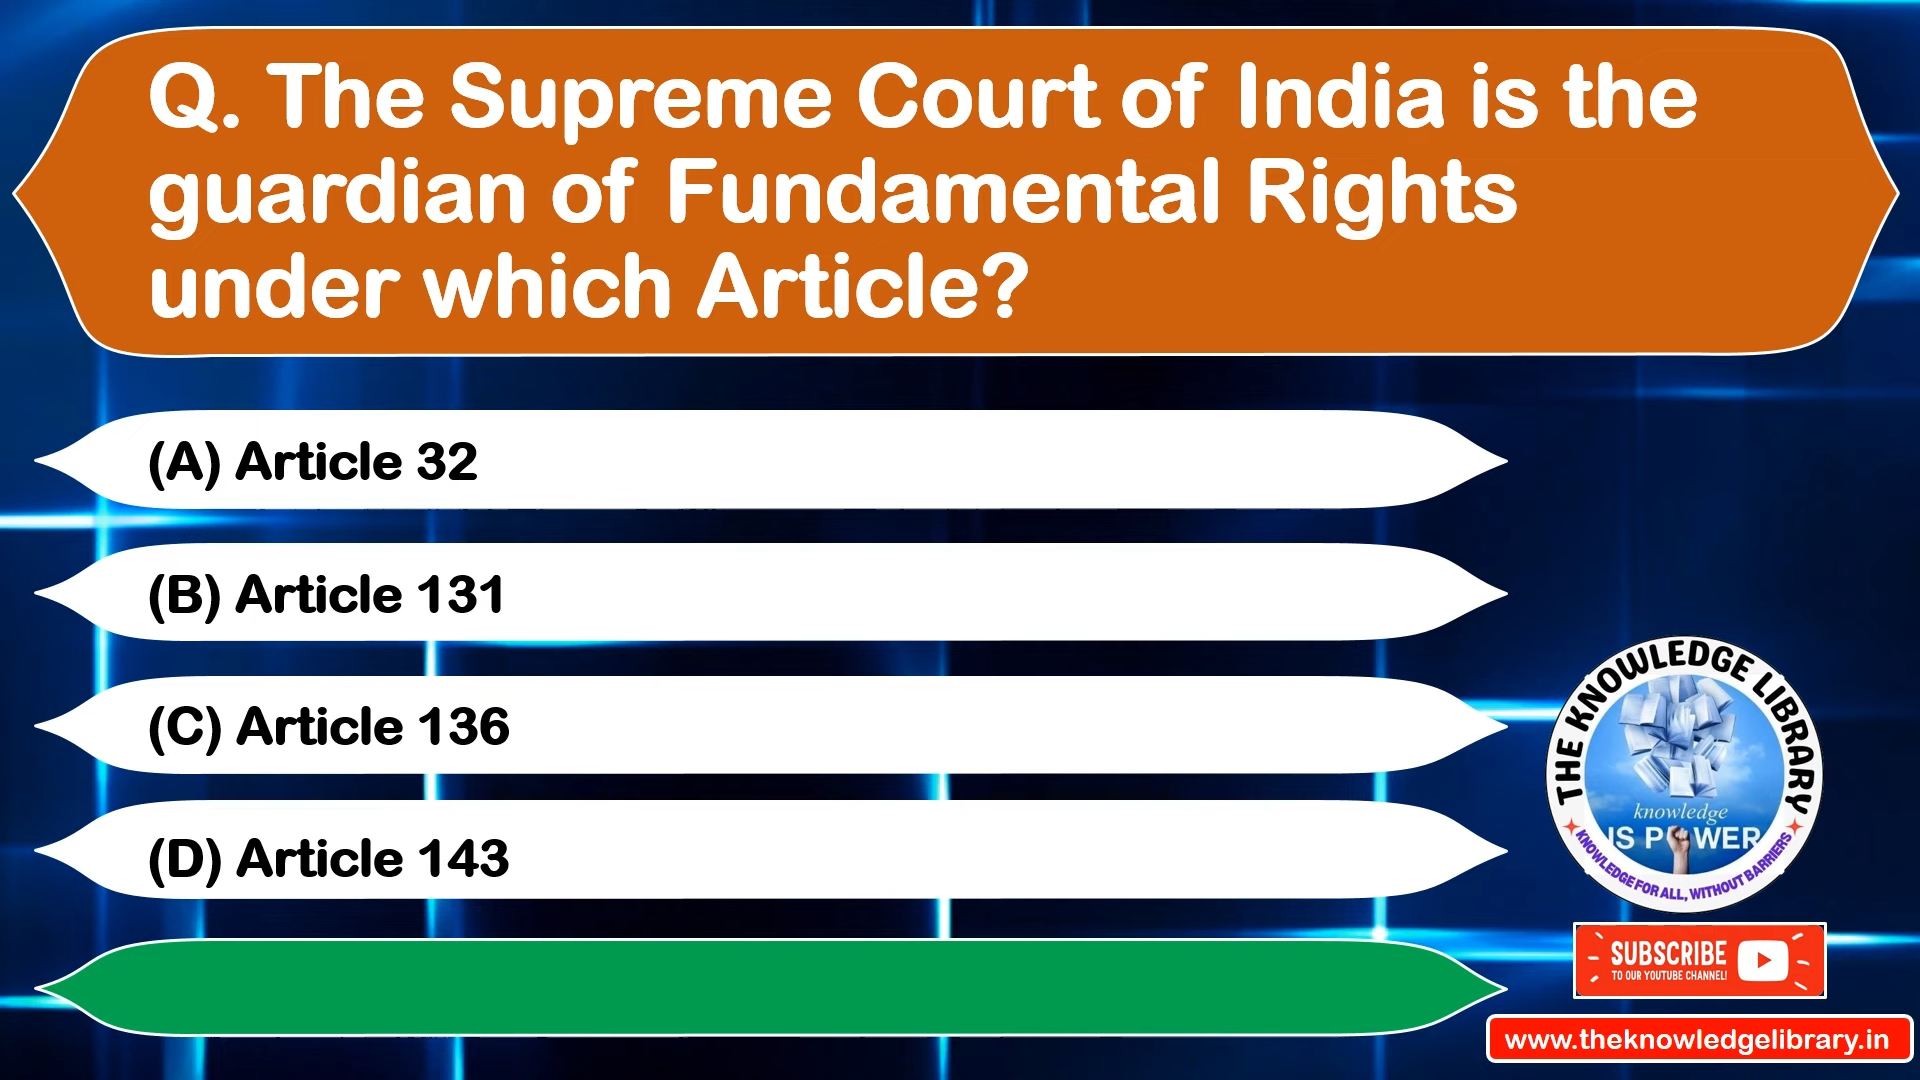 Q. The Supreme Court of India is the
guardian of Fundamental Rights
under which Article?
(A) Article 32
(B) Article 131
(C) Article 136
(D) Article 143
THE KNOWLEDGE LIBRARY
knowledge
IS POWER
KNOWLEDGE FOR ALL, WITHOUT BARRIERS
SUBSCRIBE
TO OUR YOUTUBE CHANNEL!
www.theknowledgelibrary.in